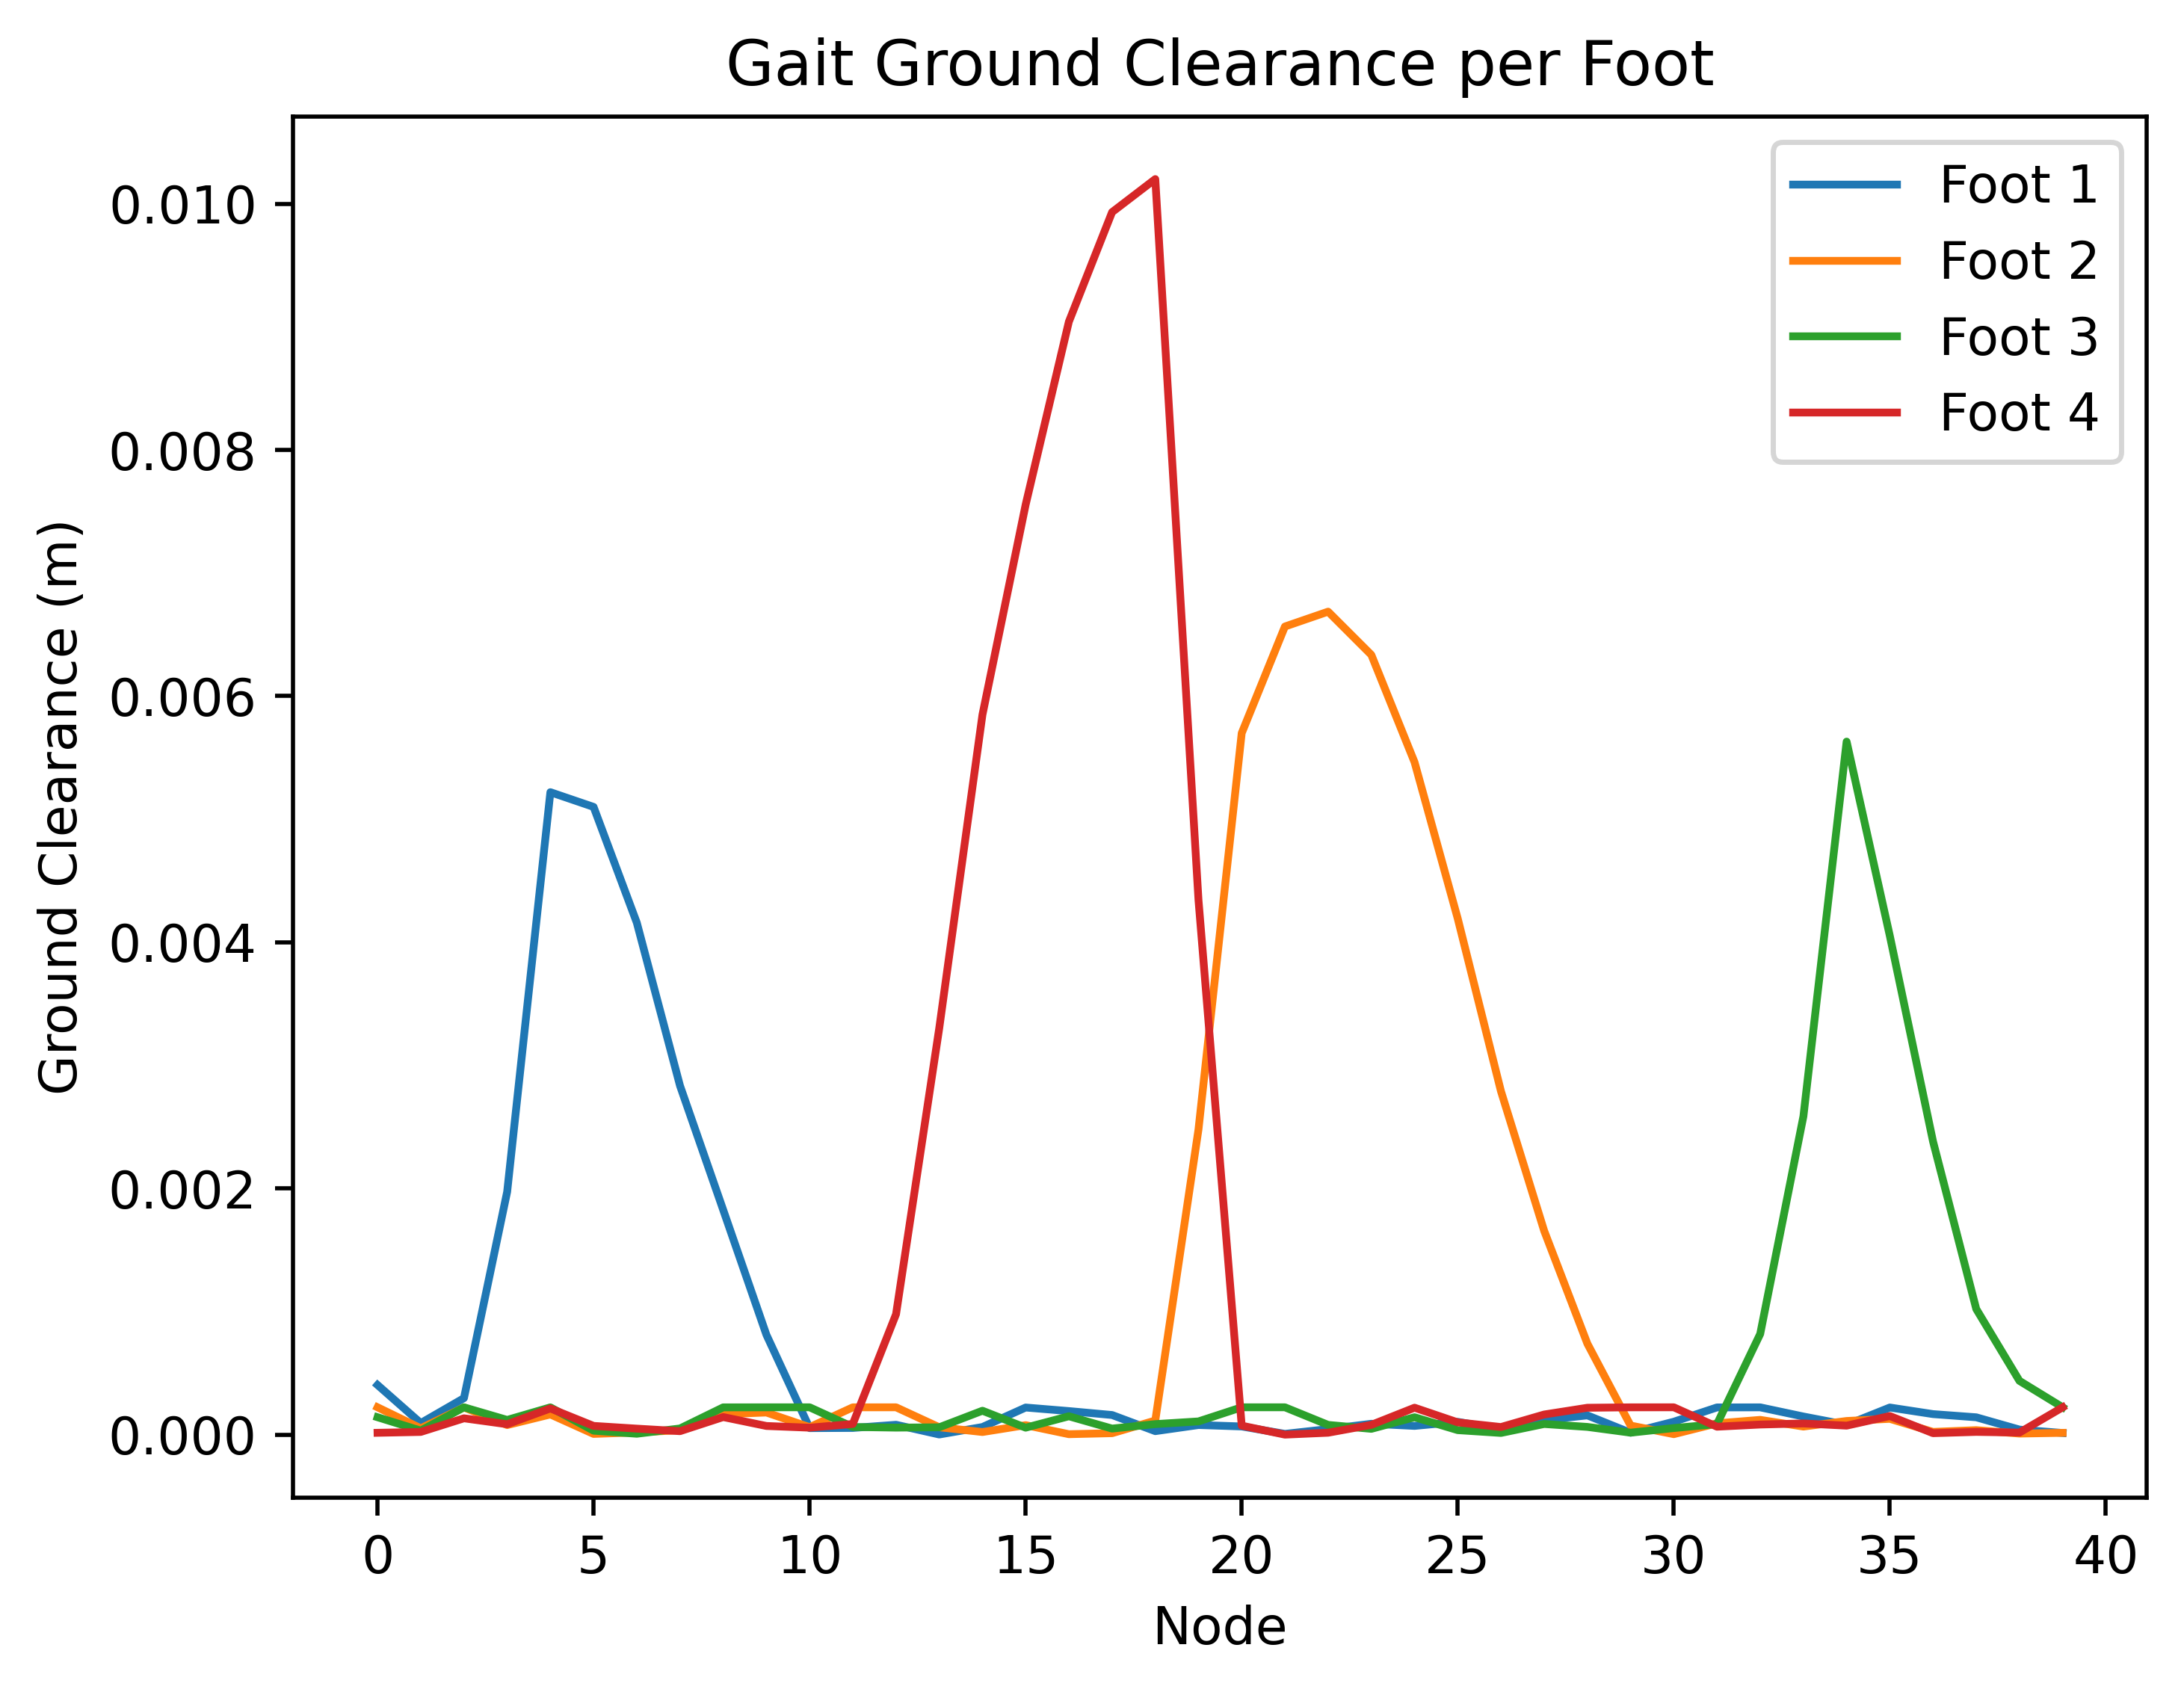 Gait Ground Clearance per Foot
Foot 1
Foot 2
Foot 3
Foot 4
Ground Clearance (m)
0.010
0.008
0.006
0.004
0.002
0.000
0 5 10 15 20 25 30 35 40
Node